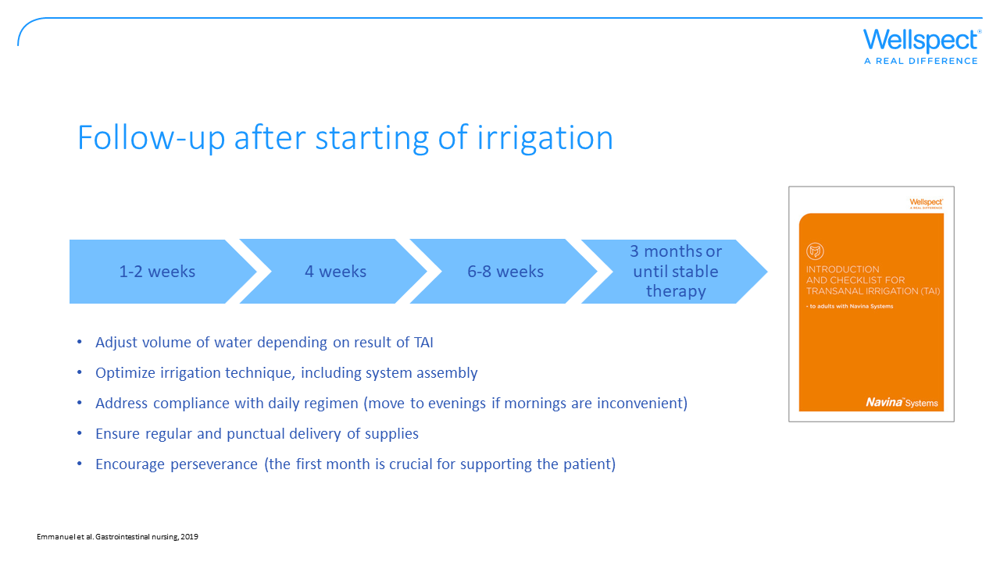 Wellspect®
A REAL DIFFERENCE
Follow-up after starting of irrigation
1-2 weeks
4 weeks
6-8 weeks
3 months or
until stable
therapy
• Adjust volume of water depending on result of TAI
• Optimize irrigation technique, including system assembly
• Address compliance with daily regimen (move to evenings if mornings are inconvenient)
• Ensure regular and punctual delivery of supplies
• Encourage perseverance (the first month is crucial for supporting the patient)
Wellspect®
A REAL DIFFERENCE
INTRODUCTION
AND CHECKLIST FOR
TRANSANAL IRRIGATION (TAI)
- to adults with Navina Systems
Navina™ Systems
Emmanuel et al. Gastrointestinal nursing, 2019